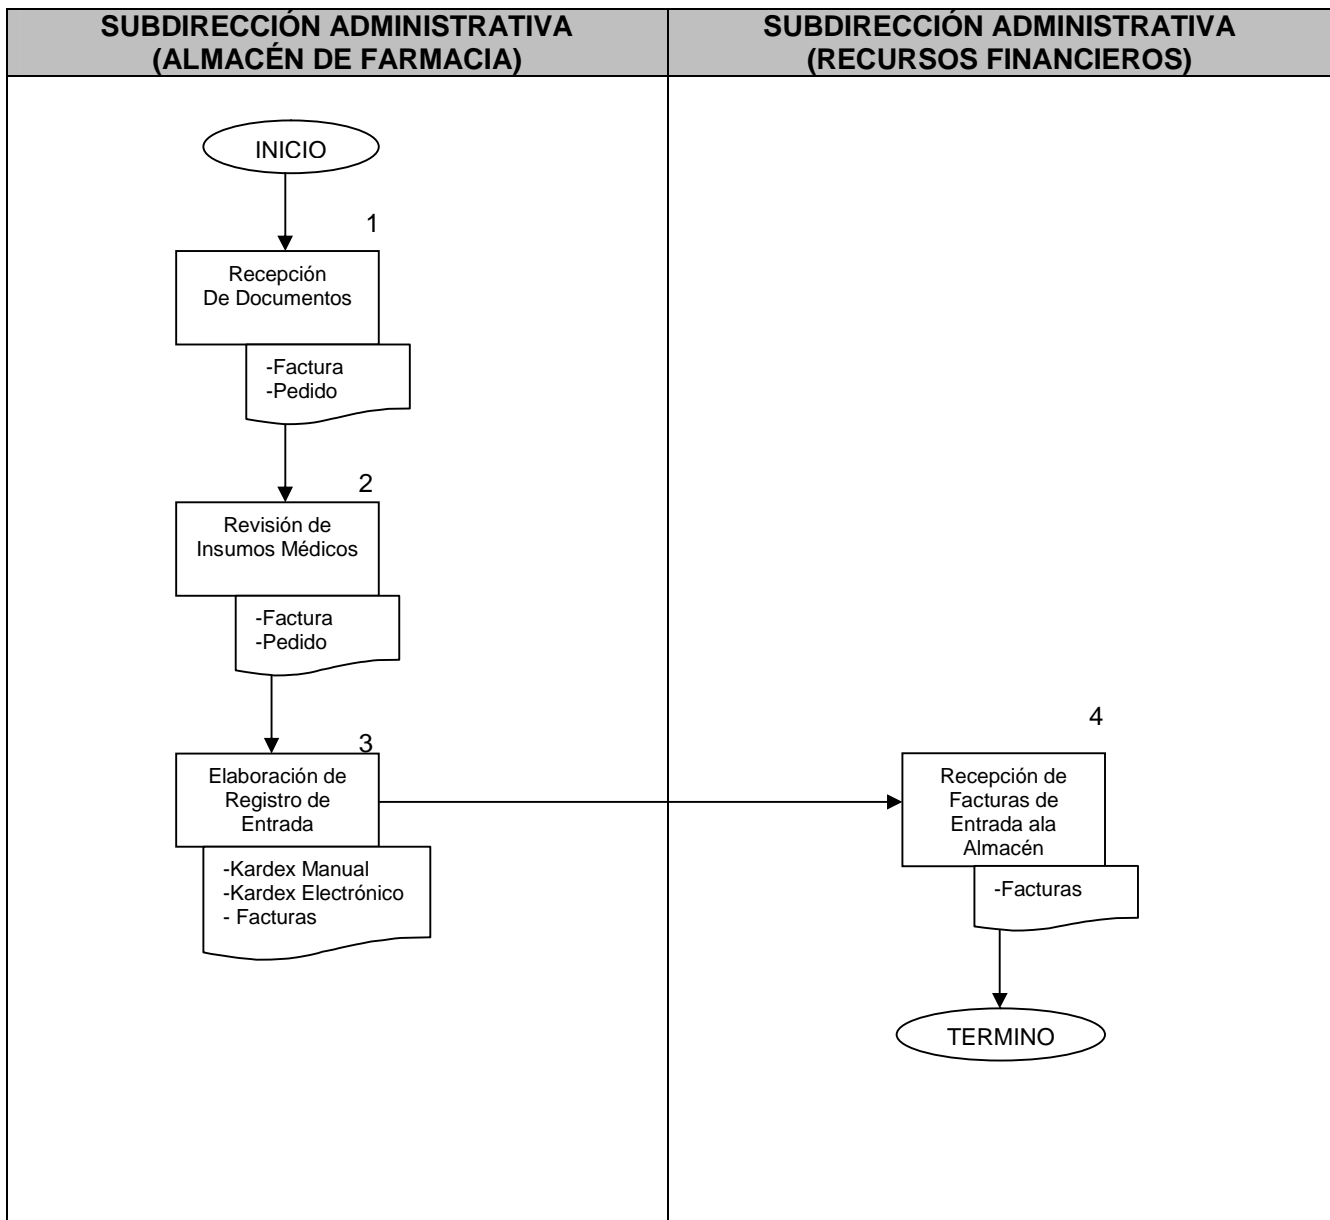 SUBDIRECCIÓN ADMINISTRATIVA
(ALMACÉN DE FARMACIA)
SUBDIRECCIÓN ADMINISTRATIVA
(RECURSOS FINANCIEROS)
INICIO
1
Recepción
De Documentos
-Factura
-Pedido
2
Revisión de
Insumos Médicos
-Factura
-Pedido
3
Elaboración de
Registro de
Entrada
-Kardex Manual
-Kardex Electrónico
- Facturas
4
Recepción de
Facturas de
Entrada ala
Almacén
-Facturas
TERMINO